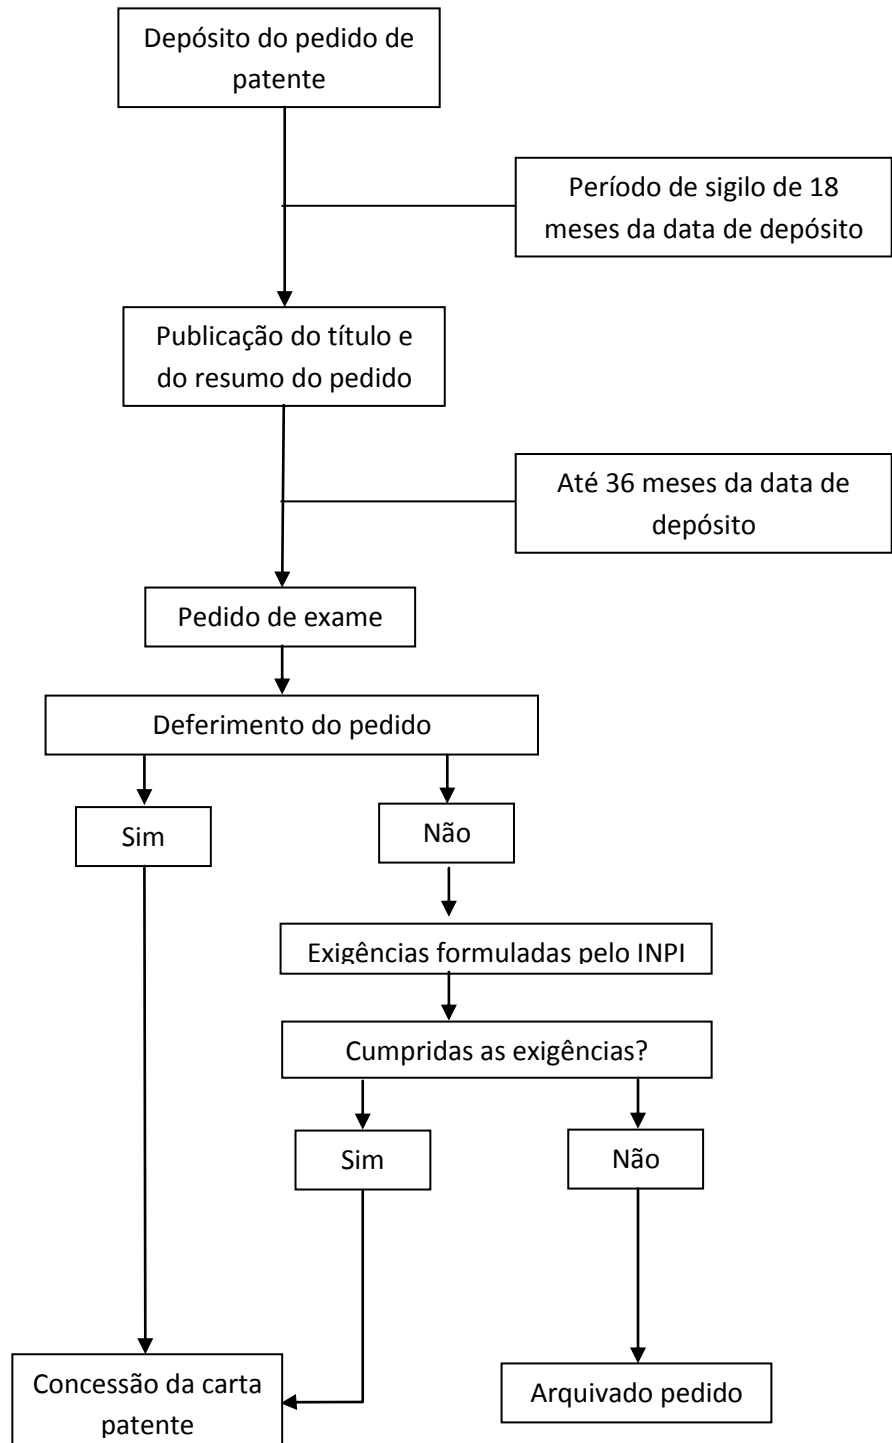 Depósito do pedido de
patente
Período de sigilo de 18
meses da data de depósito
Publicação do título e
do resumo do pedido
Até 36 meses da data de
depósito
Pedido de exame
Deferimento do pedido
Sim
Não
Exigências formuladas pelo INPI
Cumpridas as exigências?
Sim
Não
Concessão da carta
patente
Arquivado pedido